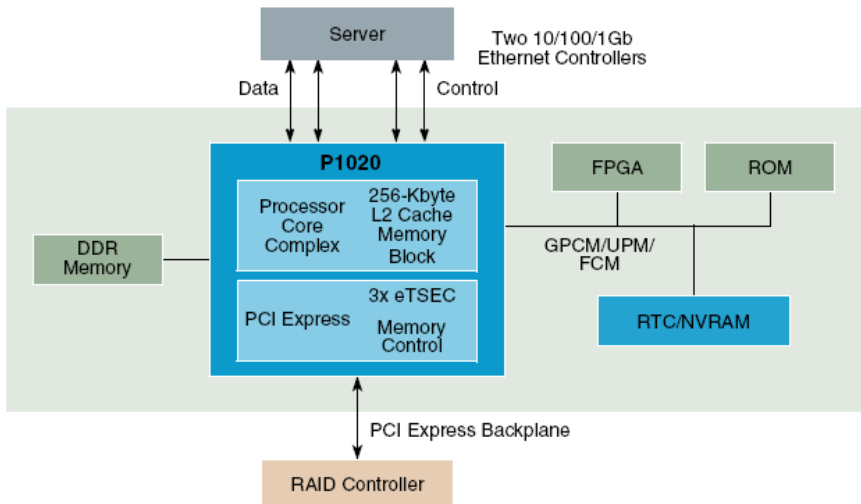 Server
Two 10/100/1Gb
Ethernet Controllers
Data
Control
P1020
Processor
Core
Complex
256-Kbyte
L2 Cache
Memory
Block
PCI Express
3x eTSEC
Memory
Control
DDR
Memory
FPGA
ROM
GPCM/UPM/
FCM
RTC/NVRAM
PCI Express Backplane
RAID Controller